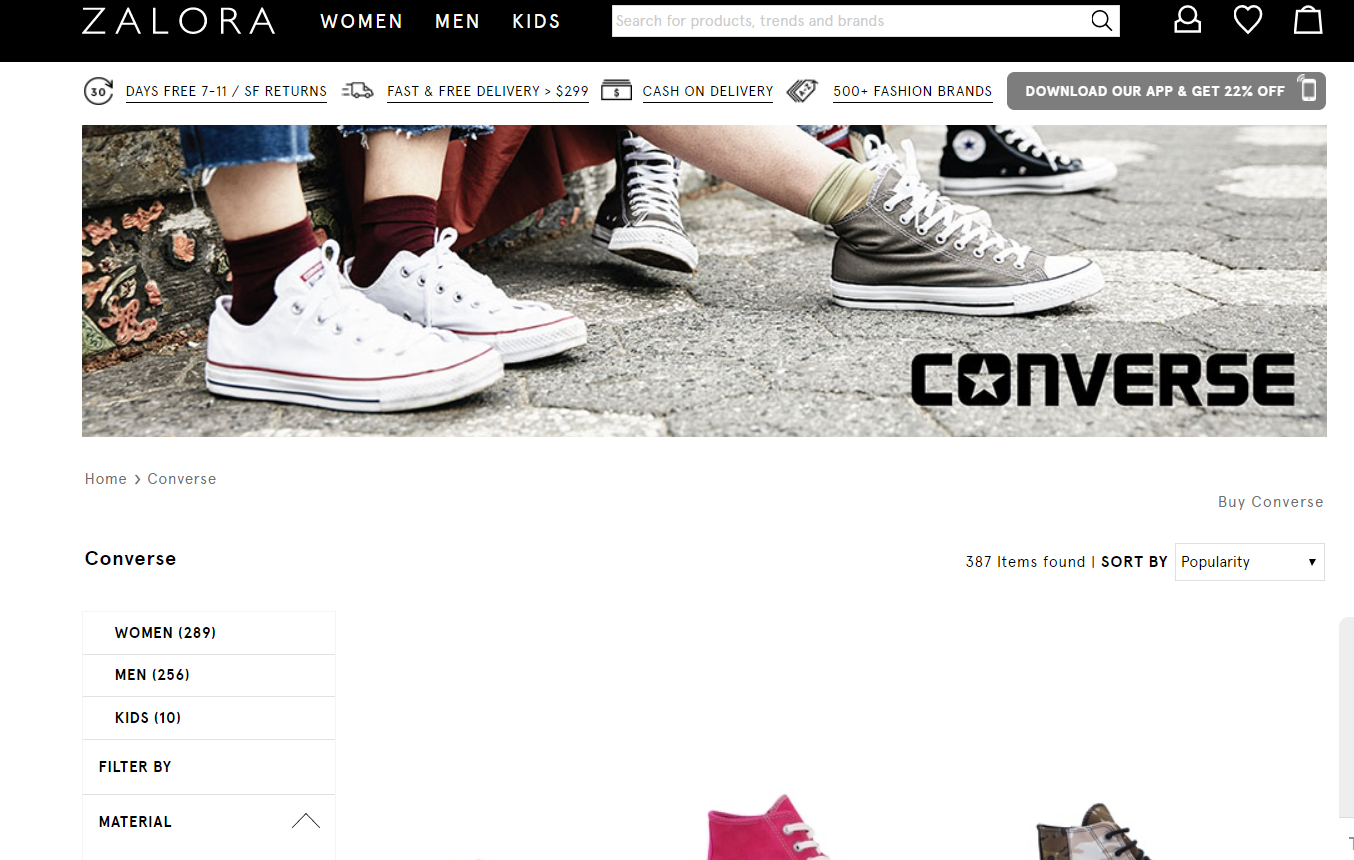 ZALORA WOMEN MEN KIDS Search for products, trends and brands
30 DAYS FREE 7-11 / SF RETURNS FAST & FREE DELIVERY > $299 $ CASH ON DELIVERY A-Z 500+ FASHION BRANDS DOWNLOAD OUR APP & GET 22% OFF
CONVERSE
Home > Converse
Buy Converse
Converse
387 Items found | SORT BY Popularity
WOMEN (289)
MEN (256)
KIDS (10)
FILTER BY
MATERIAL